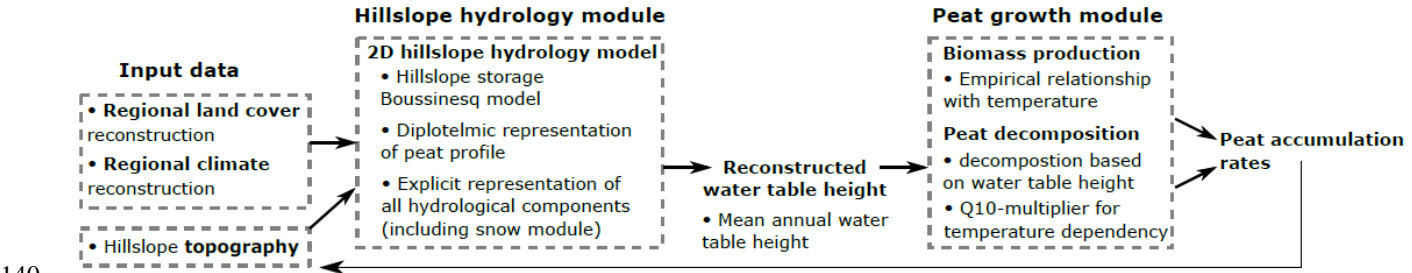 Input data
• Regional land cover
reconstruction
• Regional climate
reconstruction
• Hillslope topography
Hillslope hydrology module
2D hillslope hydrology model
• Hillslope storage
Boussinesq model
• Diplotelmic representation
of peat profile
• Explicit representation of
all hydrological components
(including snow module)
Reconstructed
water table height
• Mean annual water
table height
Peat growth module
Biomass production
• Empirical relationship
with temperature
Peat decomposition
• decompostion based
on water table height
• Q10-multiplier for
temperature dependency
Peat accumulation
rates